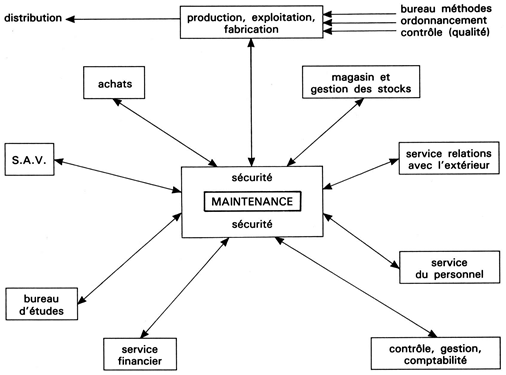 distribution
production, exploitation,
fabrication
bureau méthodes
ordonnancement
contrôle (qualité)
achats
magasin et
gestion des stocks
S.A.V.
sécurité
MAINTENANCE
sécurité
service relations
avec l'extérieur
service
du personnel
bureau
d'études
service
financier
contrôle, gestion,
comptabilité